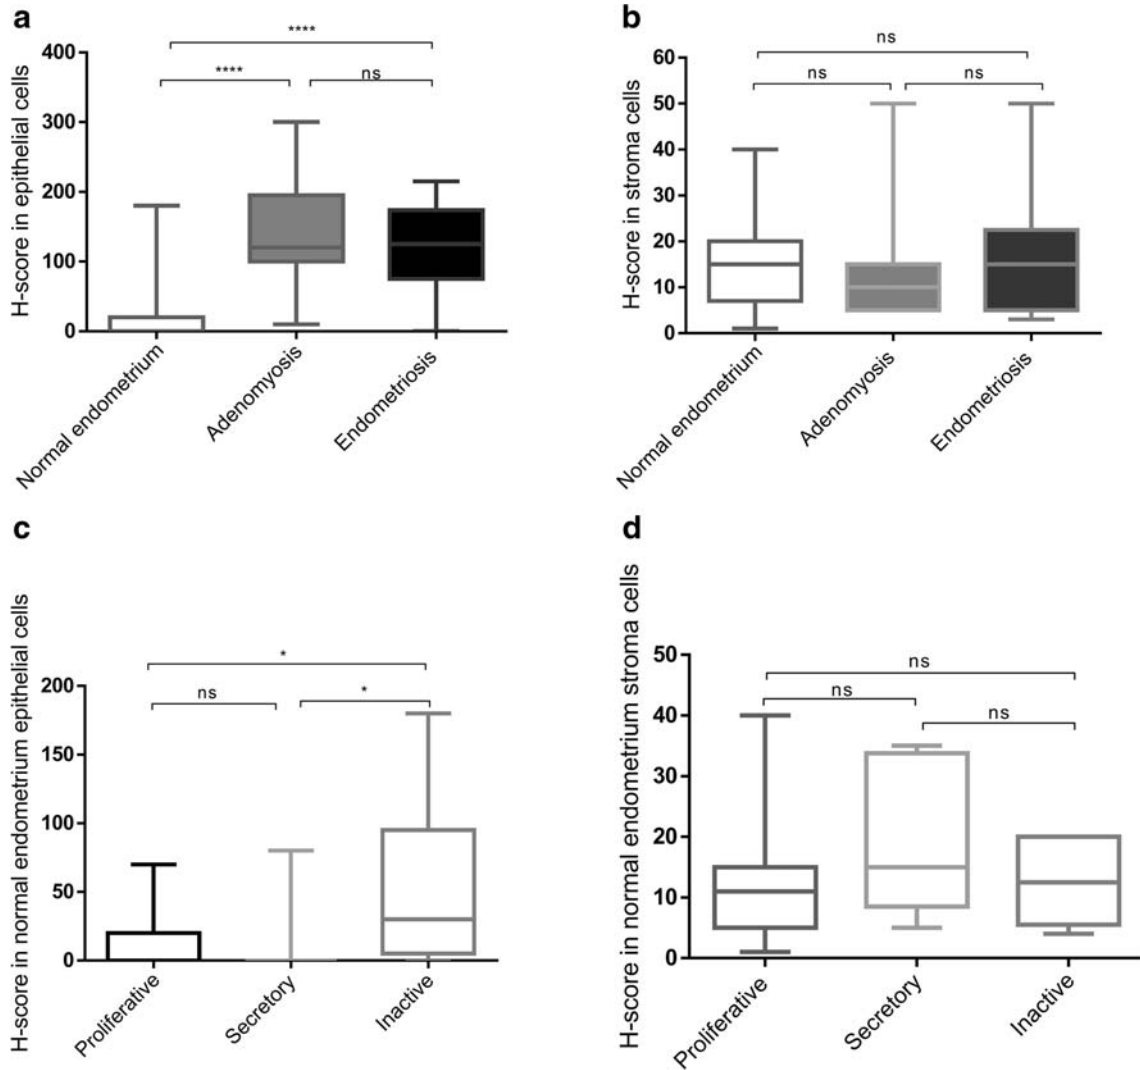 a
H-score in epithelial cells
400
300
200
100
0
****
****
ns
Normal endometrium
Adenomyosis
Endometriosis
b
H-score in stroma cells
60
50
40
30
20
10
0
ns
ns
ns
Normal endometrium
Adenomyosis
Endometriosis
c
H-score in normal endometrium epithelial cells
200
150
100
50
0
*
ns
*
Proliferative
Secretory
Inactive
d
H-score in normal endometrium stroma cells
50
40
30
20
10
0
ns
ns
ns
Proliferative
Secretory
Inactive